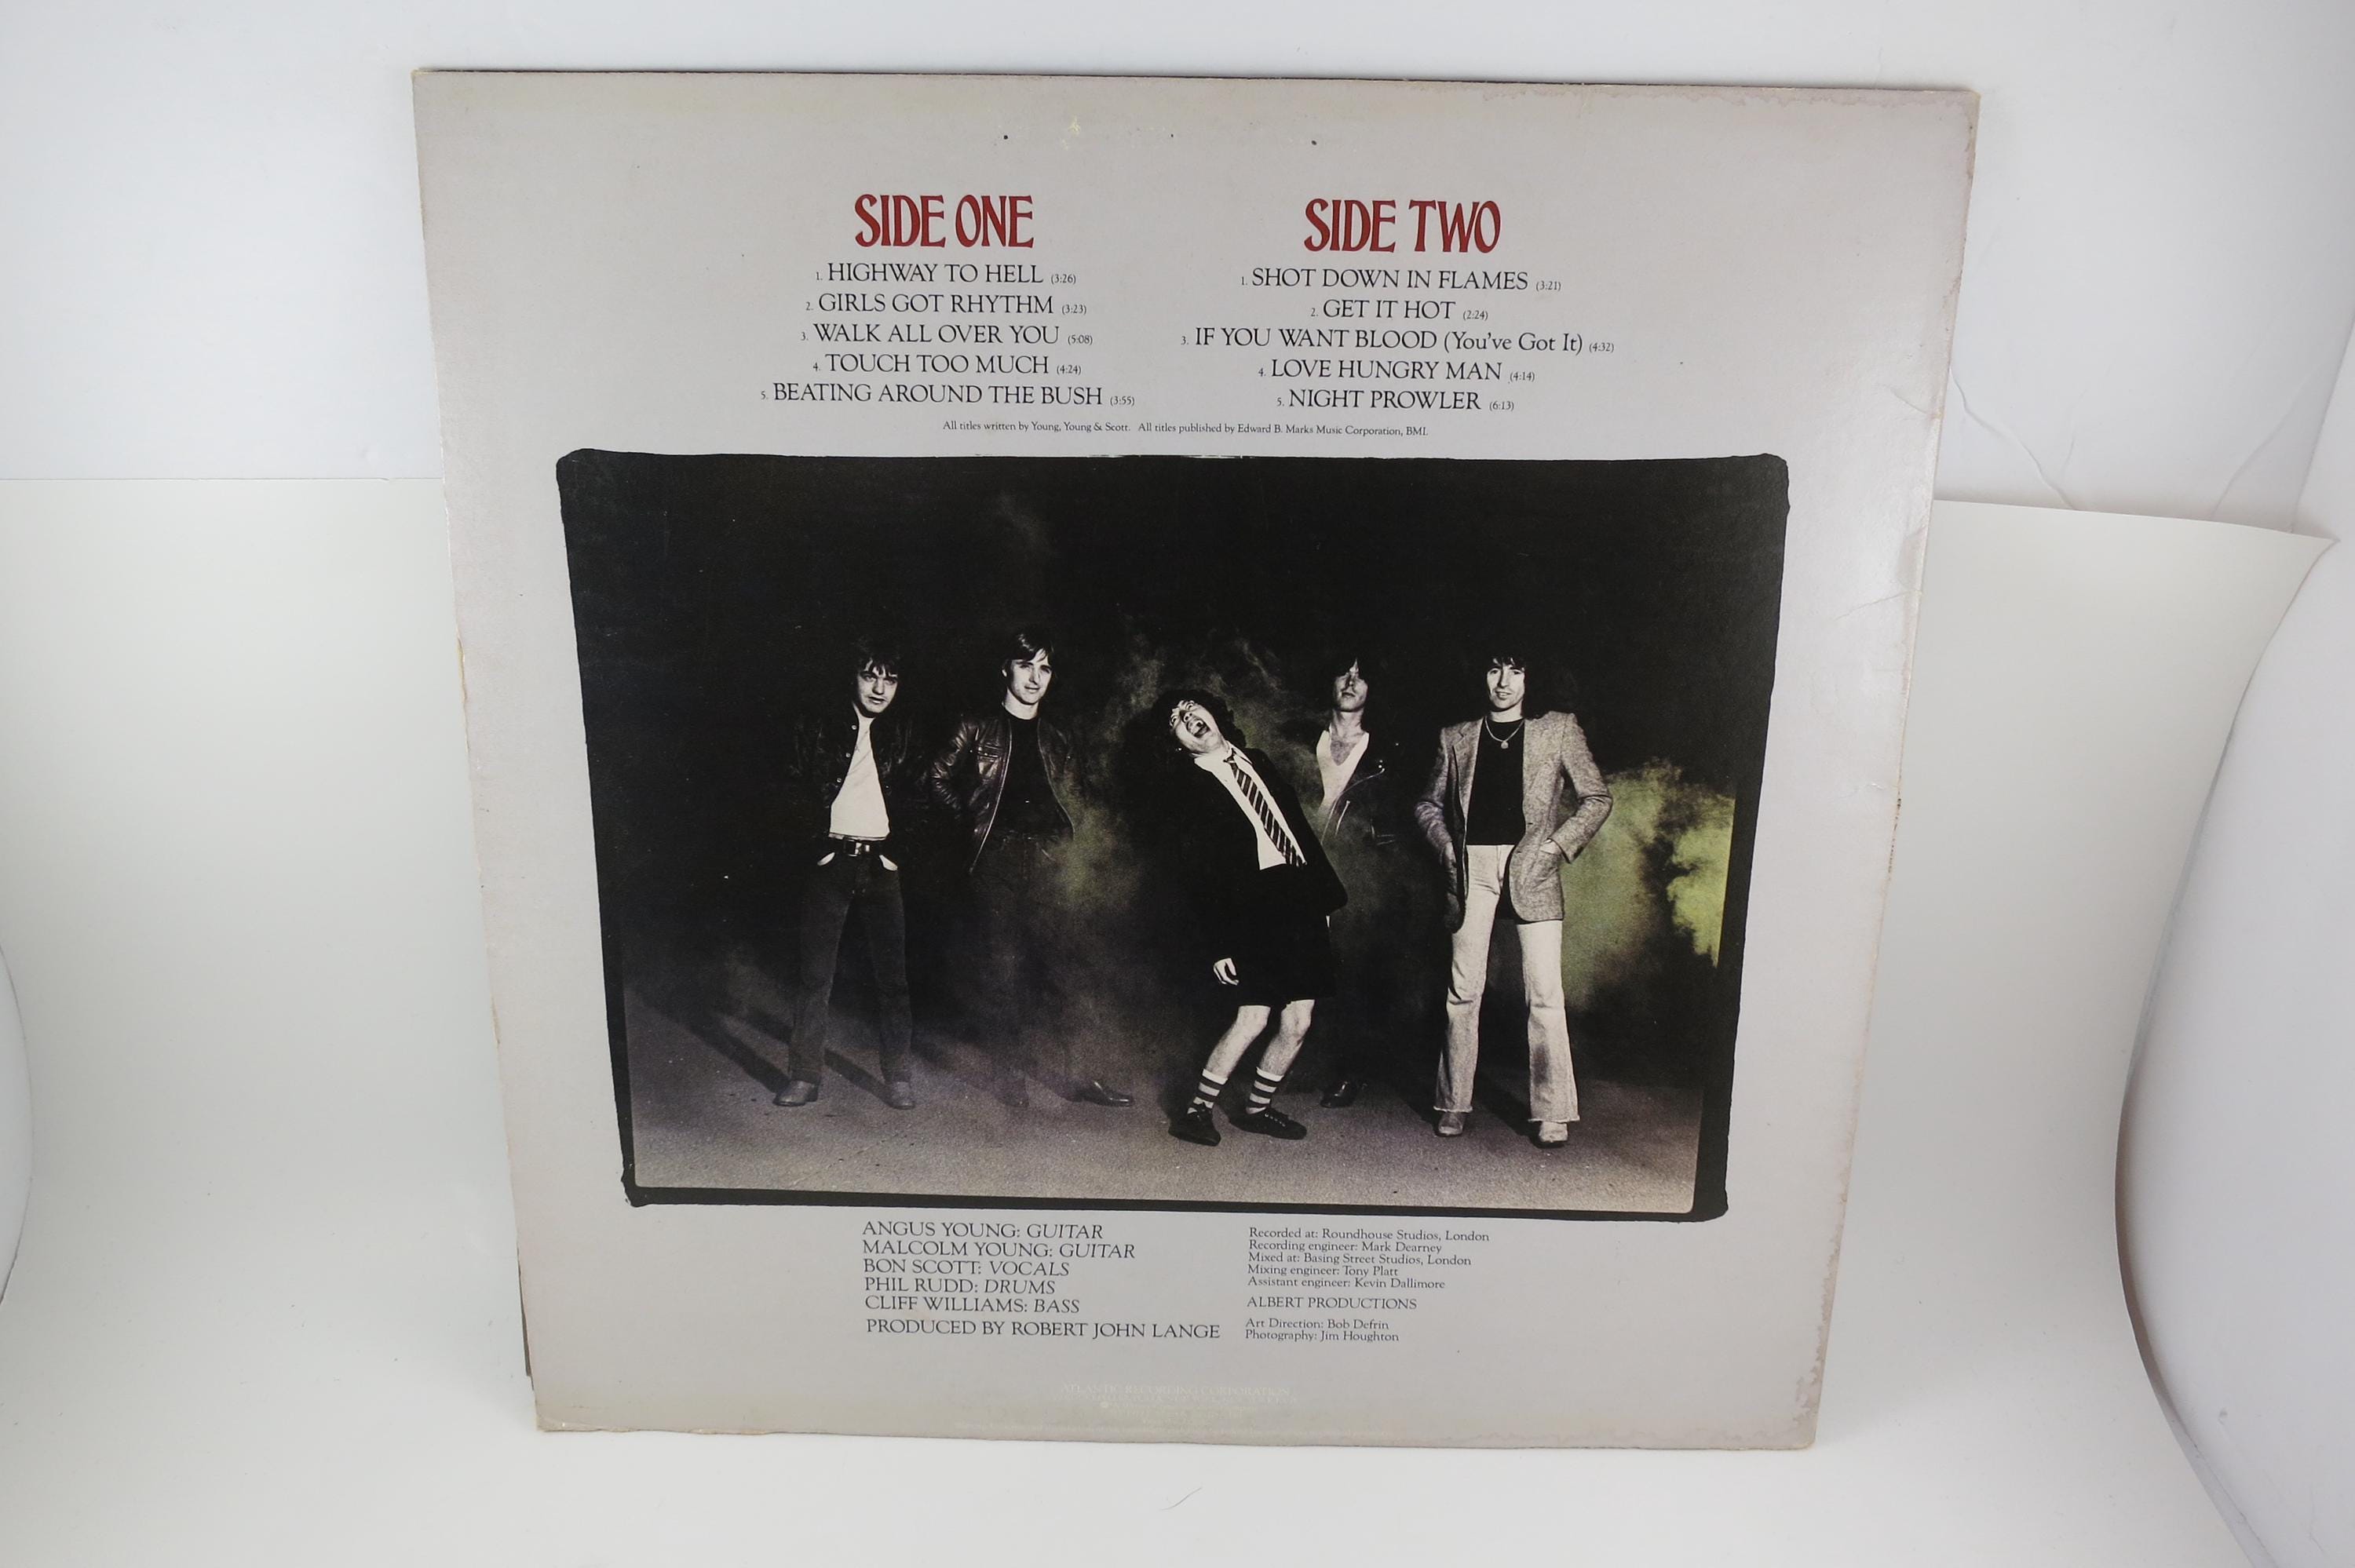 SIDE ONE
1. HIGHWAY TO HELL (3:26)
2. GIRLS GOT RHYTHM (3:23)
3. WALK ALL OVER YOU (5:08)
4. TOUCH TOO MUCH (4:24)
5. BEATING AROUND THE BUSH (3:55)
SIDE TWO
1. SHOT DOWN IN FLAMES (3:21)
2. GET IT HOT (2:24)
3. IF YOU WANT BLOOD (You've Got It) (4:32)
4. LOVE HUNGRY MAN (4:14)
5. NIGHT PROWLER (6:13)
All titles written by Young, Young & Scott. All titles published by Edward B. Marks Music Corporation, BMI.
ANGUS YOUNG: GUITAR
MALCOLM YOUNG: GUITAR
BON SCOTT: VOCALS
PHIL RUDD: DRUMS
CLIFF WILLIAMS: BASS
PRODUCED BY ROBERT JOHN LANGE
Recorded at: Roundhouse Studios, London
Recording engineer: Mark Dearney
Mixed at: Basing Street Studios, London
Mixing engineer: Tony Platt
Assistant engineer: Kevin Dallimore
ALBERT PRODUCTIONS
Art Direction: Bob Defrin
Photography: Jim Houghton
ATLANTIC RECORDING CORPORATION